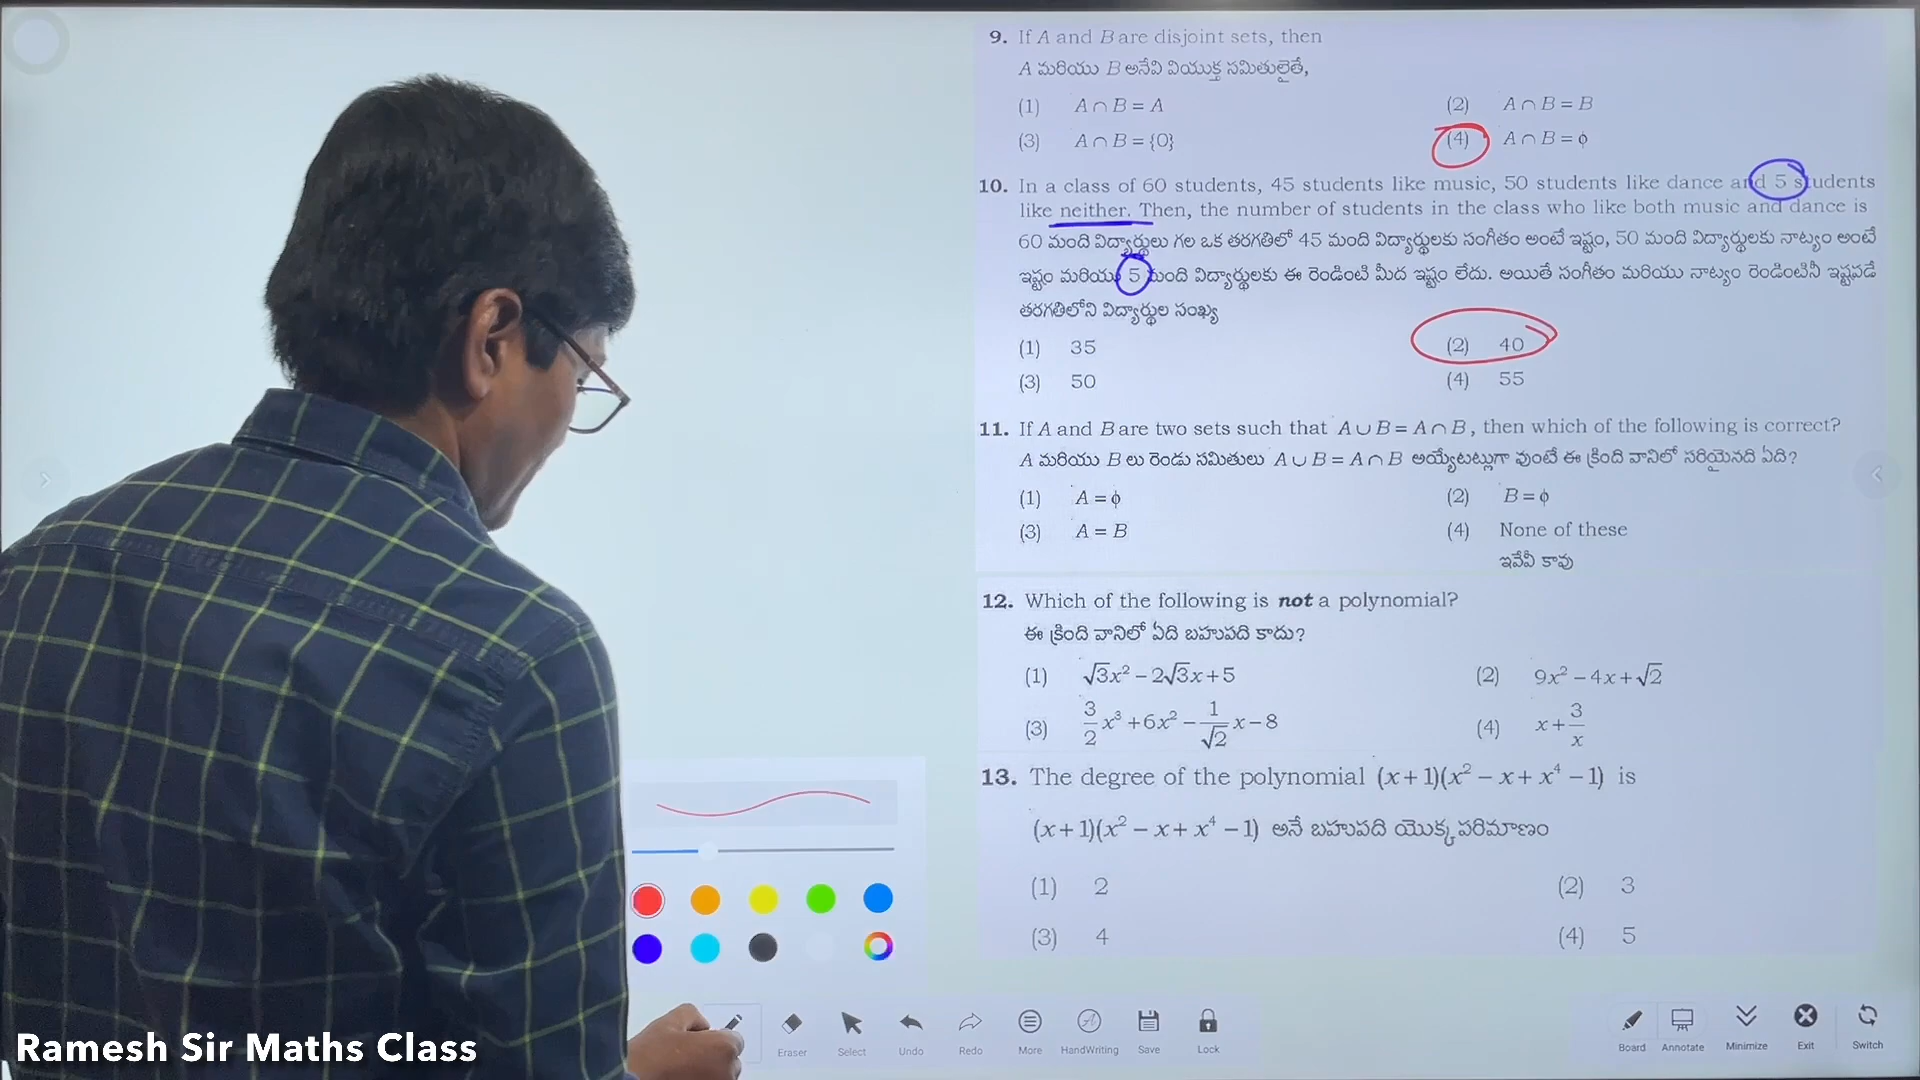 9. If A and B are disjoint sets, then
A మరియు B అనేవి వియుక్త సమితులైతే,
(1) A ∩ B = A (2) A ∩ B = B
(3) A ∩ B = {0} (4) A ∩ B = ϕ
10. In a class of 60 students, 45 students like music, 50 students like dance and 5 students
like neither. Then, the number of students in the class who like both music and dance is
60 మంది విద్యార్థులు గల ఒక తరగతిలో 45 మంది విద్యార్థులకు సంగీతం అంటే ఇష్టం, 50 మంది విద్యార్థులకు నాట్యం అంటే
ఇష్టం మరియు 5 మంది విద్యార్థులకు ఈ రెండింటి మీద ఇష్టం లేదు. అయితే సంగీతం మరియు నాట్యం రెండింటినీ ఇష్టపడే
తరగతిలోని విద్యార్థుల సంఖ్య
(1) 35 (2) 40
(3) 50 (4) 55
11. If A and B are two sets such that A ∪ B = A ∩ B, then which of the following is correct?
A మరియు B లు రెండు సమితులు A ∪ B = A ∩ B అయ్యేటట్లుగా వుంటే ఈ క్రింది వానిలో సరియైనది ఏది?
(1) A = ϕ (2) B = ϕ
(3) A = B (4) None of these
ఇవేవీ కావు
12. Which of the following is not a polynomial?
ఈ క్రింది వానిలో ఏది బహుపది కాదు?
(1) √3x² − 2√3x + 5 (2) 9x² − 4x + √2
(3) 3/2 x³ + 6x² − 1/√2 x − 8 (4) x + 3/x
13. The degree of the polynomial (x + 1)(x² − x + x⁴ − 1) is
(x + 1)(x² − x + x⁴ − 1) అనే బహుపది యొక్క పరిమాణం
(1) 2 (2) 3
(3) 4 (4) 5
Eraser Select Undo Redo More HandWriting Save Lock
Board Annotate Minimize Exit Switch
Ramesh Sir Maths Class